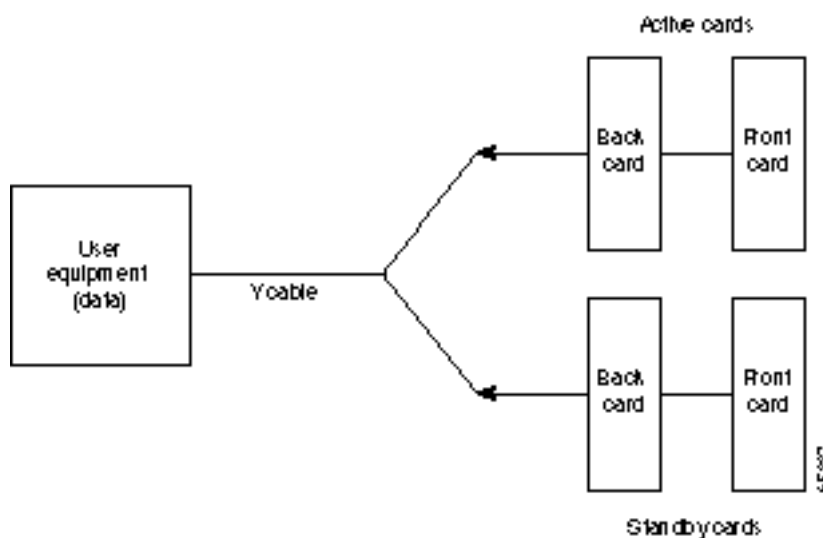 Active cards
Back
card
Front
card
User
equipment
(data)
Y cable
Back
card
Front
card
Standby cards